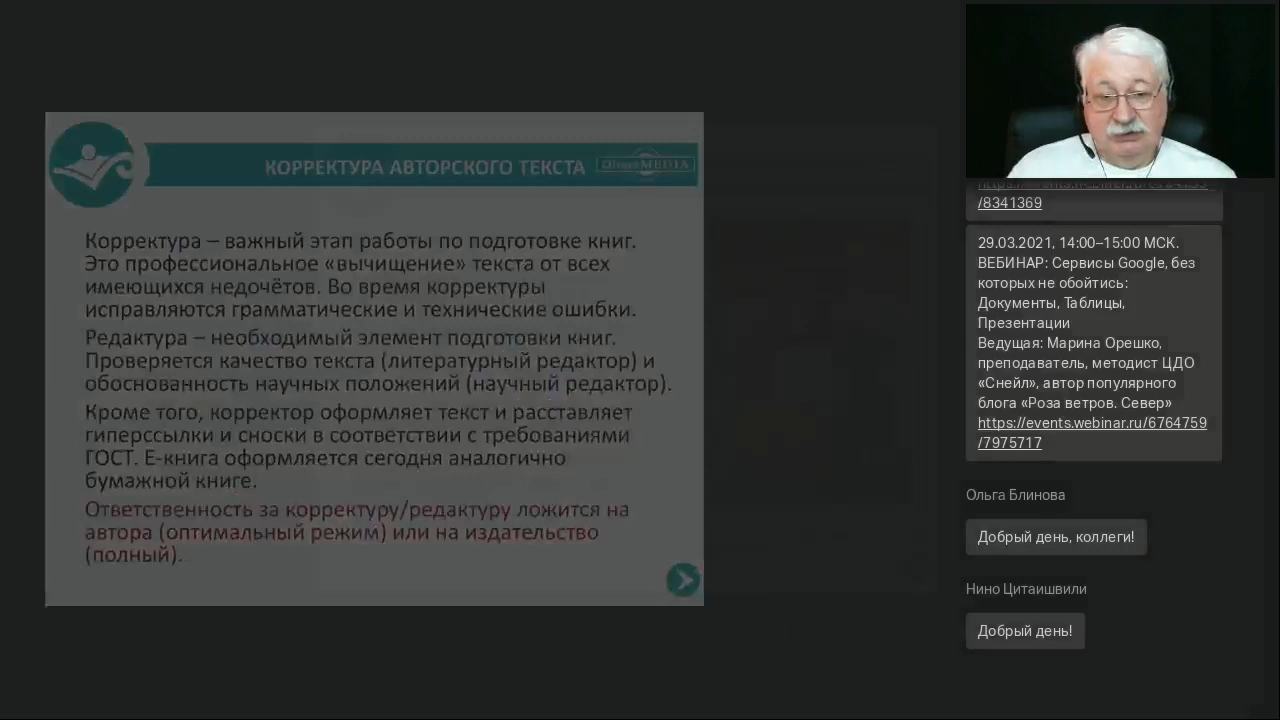 КОРРЕКТУРА АВТОРСКОГО ТЕКСТА
DirectMEDIA
Корректура – важный этап работы по подготовке книг.
Это профессиональное «вычищение» текста от всех
имеющихся недочётов. Во время корректуры
исправляются грамматические и технические ошибки.
Редактура – необходимый элемент подготовки книг.
Проверяется качество текста (литературный редактор) и
обоснованность научных положений (научный редактор).
Кроме того, корректор оформляет текст и расставляет
гиперссылки и сноски в соответствии с требованиями
ГОСТ. Е-книга оформляется сегодня аналогично
бумажной книге.
Ответственность за корректуру/редактуру ложится на
автора (оптимальный режим) или на издательство
(полный).
/8341369
29.03.2021, 14:00–15:00 МСК.
ВЕБИНАР: Сервисы Google, без
которых не обойтись:
Документы, Таблицы,
Презентации
Ведущая: Марина Орешко,
преподаватель, методист ЦДО
«Снейл», автор популярного
блога «Роза ветров. Север»
https://events.webinar.ru/6764759
/7975717
Ольга Блинова
Добрый день, коллеги!
Нино Цитаишвили
Добрый день!